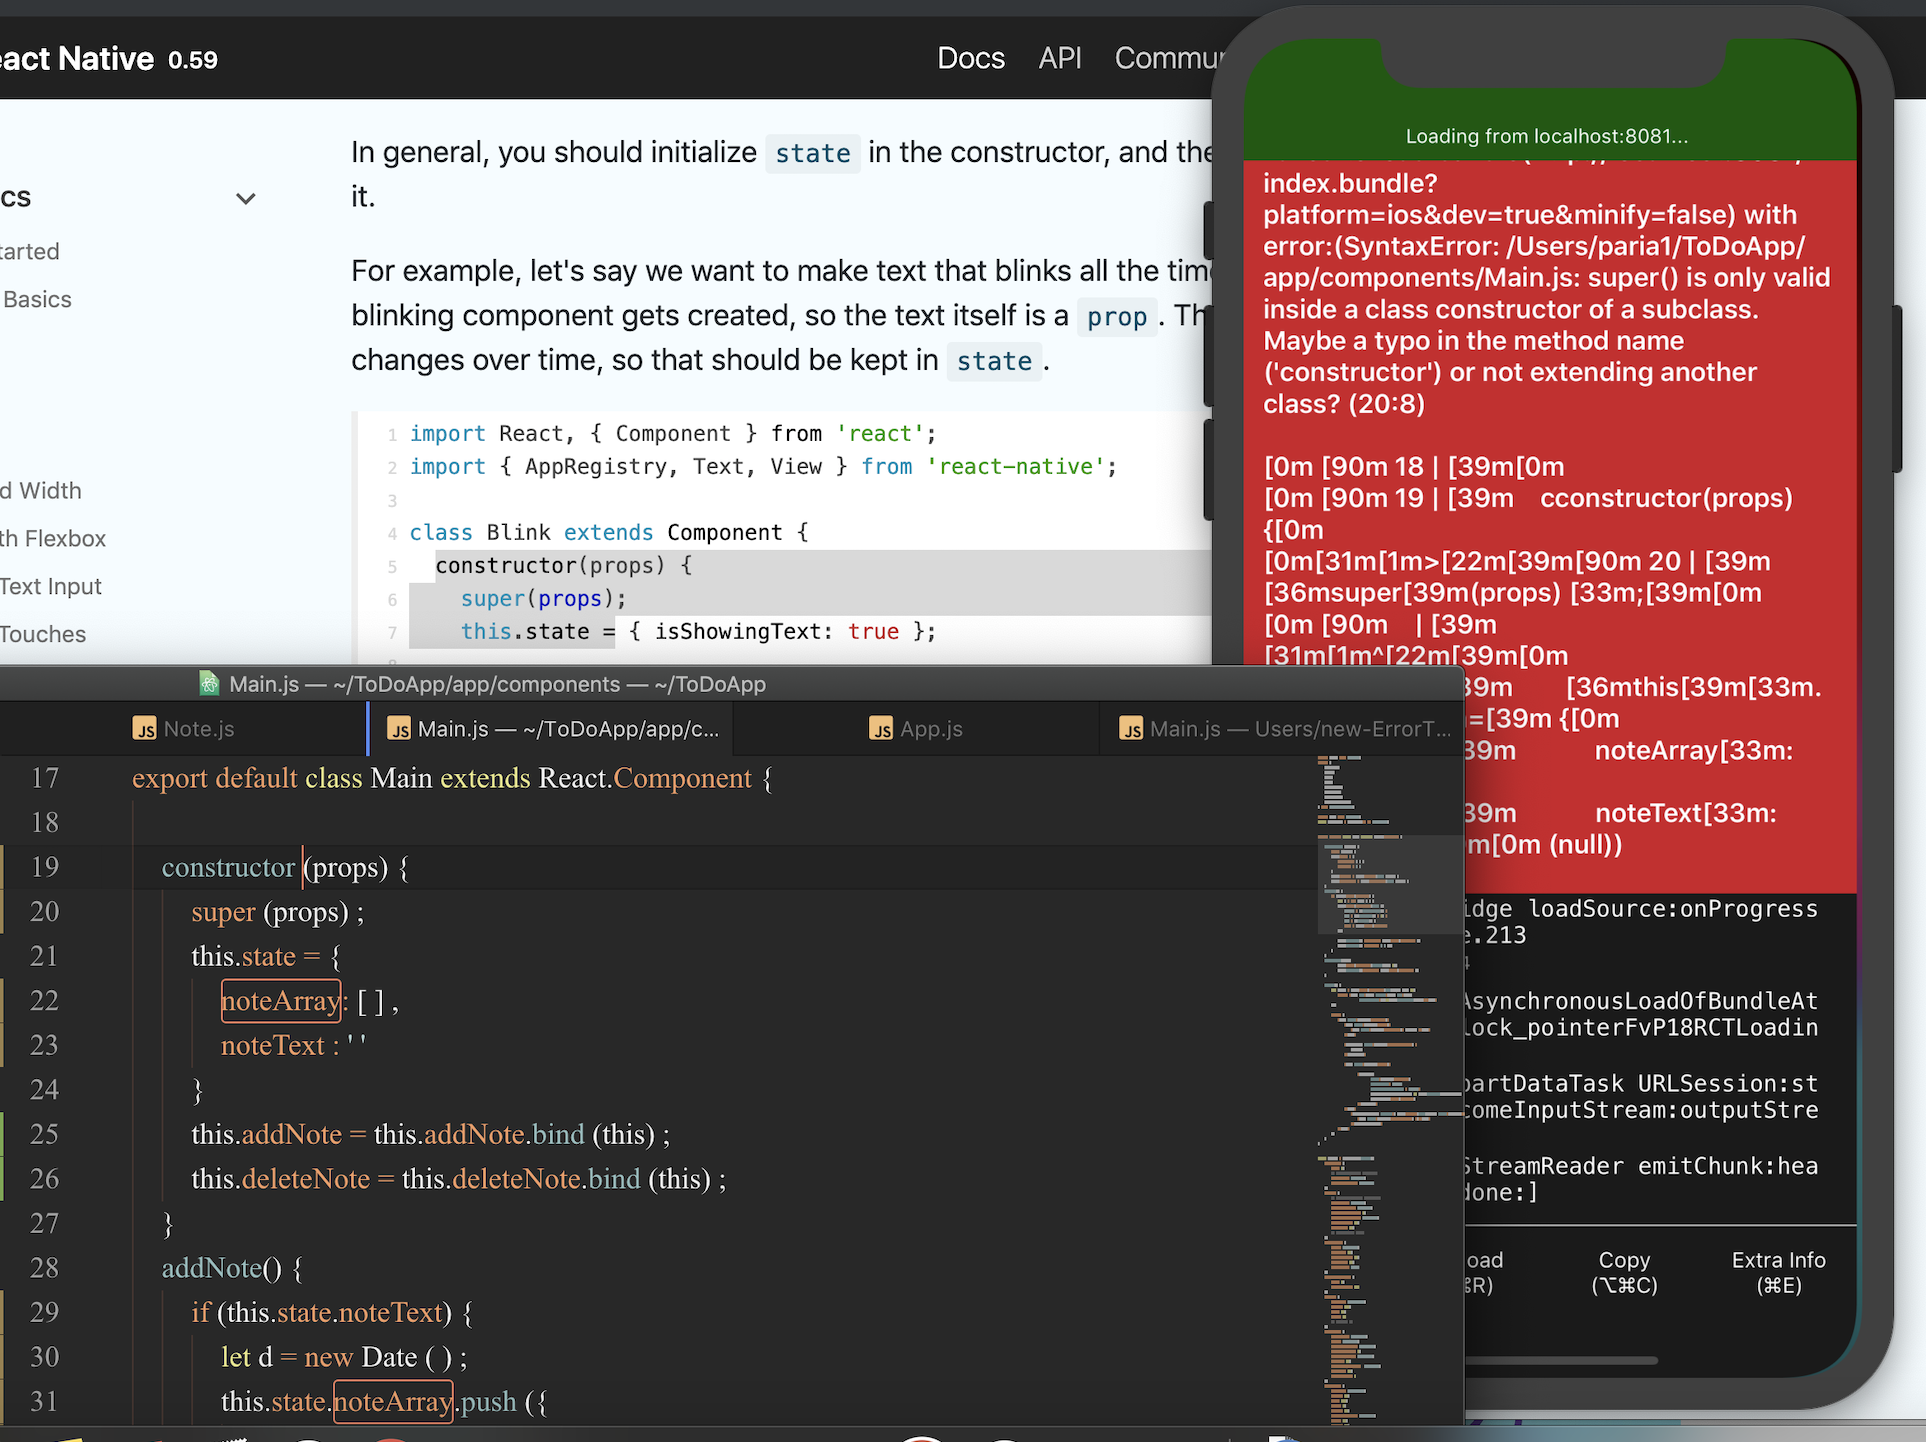 eact Native 0.59
Docs API Commu
cs
tarted
Basics
d Width
th Flexbox
Text Input
Touches
In general, you should initialize state in the constructor, and the
it.
For example, let's say we want to make text that blinks all the time
blinking component gets created, so the text itself is a prop. Th
changes over time, so that should be kept in state.
1 import React, { Component } from 'react';
2 import { AppRegistry, Text, View } from 'react-native';
3
4 class Blink extends Component {
5 constructor(props) {
6 super(props);
7 this.state = { isShowingText: true };
Loading from localhost:8081...
index.bundle?
platform=ios&dev=true&minify=false) with
error:(SyntaxError: /Users/paria1/ToDoApp/
app/components/Main.js: super() is only valid
inside a class constructor of a subclass.
Maybe a typo in the method name
('constructor') or not extending another
class? (20:8)
[0m [90m 18 | [39m[0m
[0m [90m 19 | [39m cconstructor(props)
{[0m
[0m[31m[1m>[22m[39m[90m 20 | [39m
[36msuper[39m(props) [33m;[39m[0m
[0m [90m | [39m
[31m[1m^[22m[39m[0m
39m [36mthis[39m[33m.
=[39m {[0m
39m noteArray[33m:
39m noteText[33m:
m[0m (null))
idge loadSource:onProgress
e.213
AsynchronousLoadOfBundleAt
lock_pointerFvP18RCTLoadin
partDataTask URLSession:st
comeInputStream:outputStre
StreamReader emitChunk:hea
done:]
oad
⌘R)
Copy
(⌥⌘C)
Extra Info
(⌘E)
Main.js — ~/ToDoApp/app/components — ~/ToDoApp
JS Note.js
JS Main.js — ~/ToDoApp/app/c...
JS App.js
JS Main.js — Users/new-ErrorT...
17 export default class Main extends React.Component {
18
19 constructor (props) {
20 super (props) ;
21 this.state = {
22 noteArray: [ ] ,
23 noteText : ' '
24 }
25 this.addNote = this.addNote.bind (this) ;
26 this.deleteNote = this.deleteNote.bind (this) ;
27 }
28 addNote() {
29 if (this.state.noteText) {
30 let d = new Date ( ) ;
31 this.state.noteArray.push ({